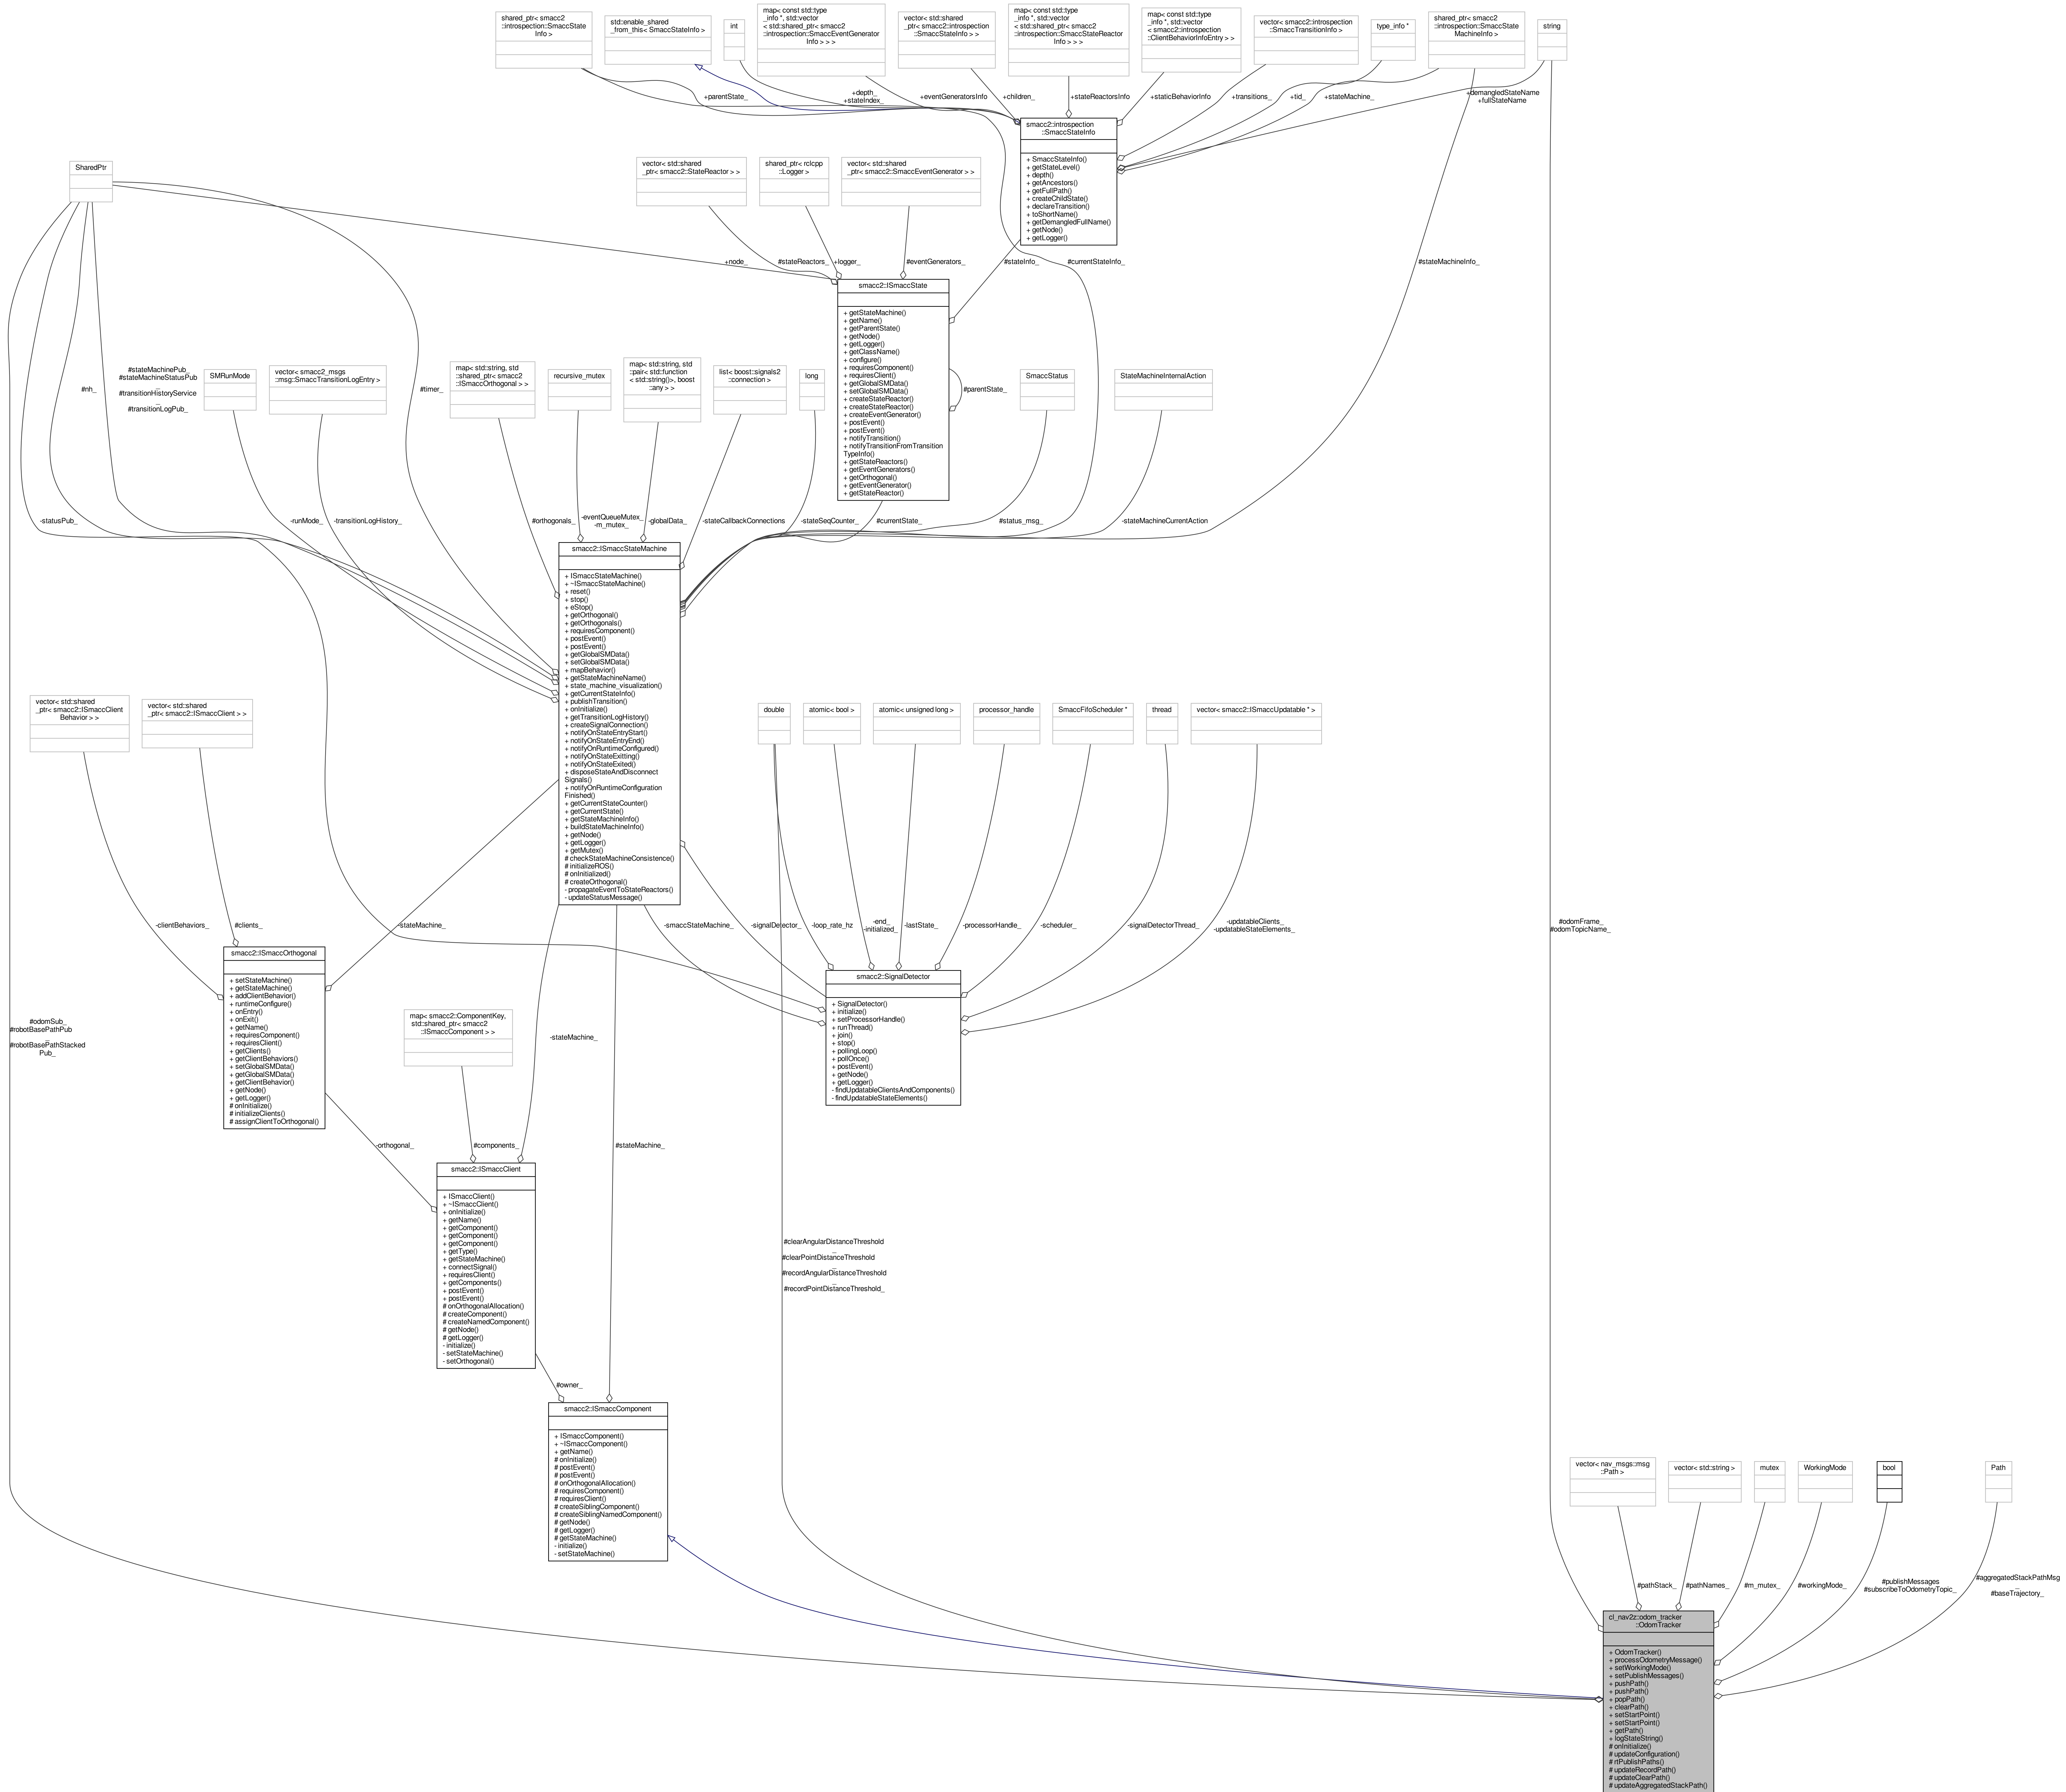 shared_ptr< smacc2
::introspection::SmaccState
Info >
std::enable_shared
_from_this< SmaccStateInfo >
int
map< const std::type
_info *, std::vector
< std::shared_ptr< smacc2
::introspection::SmaccEventGenerator
Info > > >
vector< std::shared
_ptr< smacc2::introspection
::SmaccStateInfo > >
map< const std::type
_info *, std::vector
< std::shared_ptr< smacc2
::introspection::SmaccStateReactor
Info > > >
map< const std::type
_info *, std::vector
< smacc2::introspection
::ClientBehaviorInfoEntry > >
vector< smacc2::introspection
::SmaccTransitionInfo >
type_info *
shared_ptr< smacc2
::introspection::SmaccState
MachineInfo >
string
+parentState_
+depth_
+stateIndex_
+eventGeneratorsInfo
+children_
+stateReactorsInfo
+staticBehaviorInfo
+transitions_
+tid_
+stateMachine_
+demangledStateName
+fullStateName
smacc2::introspection
::SmaccStateInfo
+ SmaccStateInfo()
+ getStateLevel()
+ depth()
+ getAncestors()
+ getFullPath()
+ createChildState()
+ declareTransition()
+ toShortName()
+ getDemangledFullName()
+ getNode()
+ getLogger()
SharedPtr
vector< std::shared
_ptr< smacc2::StateReactor > >
shared_ptr< rclcpp
::Logger >
vector< std::shared
_ptr< smacc2::SmaccEventGenerator > >
+node_
#stateReactors_
+logger_
#eventGenerators_
#stateInfo_
#currentStateInfo_
#stateMachineInfo_
smacc2::ISmaccState
+ getStateMachine()
+ getName()
+ getParentState()
+ getNode()
+ getLogger()
+ getClassName()
+ configure()
+ requiresComponent()
+ requiresClient()
+ getGlobalSMData()
+ setGlobalSMData()
+ createStateReactor()
+ createStateReactor()
+ createEventGenerator()
+ postEvent()
+ postEvent()
+ notifyTransition()
+ notifyTransitionFromTransition
TypeInfo()
+ getStateReactors()
+ getEventGenerators()
+ getOrthogonal()
+ getEventGenerator()
+ getStateReactor()
#parentState_
#nh_
#stateMachinePub_
#stateMachineStatusPub
_
#transitionHistoryService
_
#transitionLogPub_
SMRunMode
vector< smacc2_msgs
::msg::SmaccTransitionLogEntry >
#timer_
map< std::string, std
::shared_ptr< smacc2
::ISmaccOrthogonal > >
recursive_mutex
map< std::string, std
::pair< std::function
< std::string()>, boost
::any > >
list< boost::signals2
::connection >
long
SmaccStatus
StateMachineInternalAction
-statusPub_
-runMode_
-transitionLogHistory_
#orthogonals_
-eventQueueMutex_
-m_mutex_
-globalData_
-stateCallbackConnections
-stateSeqCounter_
#currentState_
#status_msg_
-stateMachineCurrentAction
smacc2::ISmaccStateMachine
+ ISmaccStateMachine()
+ ~ISmaccStateMachine()
+ reset()
+ stop()
+ eStop()
+ getOrthogonal()
+ getOrthogonals()
+ requiresComponent()
+ postEvent()
+ postEvent()
+ getGlobalSMData()
+ setGlobalSMData()
+ mapBehavior()
+ getStateMachineName()
+ state_machine_visualization()
+ getCurrentStateInfo()
+ publishTransition()
+ onInitialize()
+ getTransitionLogHistory()
+ createSignalConnection()
+ notifyOnStateEntryStart()
+ notifyOnStateEntryEnd()
+ notifyOnRuntimeConfigured()
+ notifyOnStateExitting()
+ notifyOnStateExited()
+ disposeStateAndDisconnect
Signals()
+ notifyOnRuntimeConfiguration
Finished()
+ getCurrentStateCounter()
+ getCurrentState()
+ getStateMachineInfo()
+ buildStateMachineInfo()
+ getNode()
+ getLogger()
+ getMutex()
# checkStateMachineConsistence()
# initializeROS()
# onInitialized()
# createOrthogonal()
- propagateEventToStateReactors()
- updateStatusMessage()
vector< std::shared
_ptr< smacc2::ISmaccClient
Behavior > >
vector< std::shared
_ptr< smacc2::ISmaccClient > >
double
atomic< bool >
atomic< unsigned long >
processor_handle
SmaccFifoScheduler *
thread
vector< smacc2::ISmaccUpdatable * >
-clientBehaviors_
#clients_
-stateMachine_
-smaccStateMachine_
-signalDetector_
-loop_rate_hz
-end_
-initialized_
-lastState_
-processorHandle_
-scheduler_
-signalDetectorThread_
-updatableClients_
-updatableStateElements_
#odomFrame_
#odomTopicName_
smacc2::ISmaccOrthogonal
+ setStateMachine()
+ getStateMachine()
+ addClientBehavior()
+ runtimeConfigure()
+ onEntry()
+ onExit()
+ getName()
+ requiresComponent()
+ requiresClient()
+ getClients()
+ getClientBehaviors()
+ setGlobalSMData()
+ getGlobalSMData()
+ getClientBehavior()
+ getNode()
+ getLogger()
# onInitialize()
# initializeClients()
# assignClientToOrthogonal()
smacc2::SignalDetector
+ SignalDetector()
+ initialize()
+ setProcessorHandle()
+ runThread()
+ join()
+ stop()
+ pollingLoop()
+ pollOnce()
+ postEvent()
+ getNode()
+ getLogger()
- findUpdatableClientsAndComponents()
- findUpdatableStateElements()
#odomSub_
#robotBasePathPub
_
#robotBasePathStacked
Pub_
map< smacc2::ComponentKey,
std::shared_ptr< smacc2
::ISmaccComponent > >
-stateMachine_
-orthogonal_
#components_
#stateMachine_
smacc2::ISmaccClient
+ ISmaccClient()
+ ~ISmaccClient()
+ onInitialize()
+ getName()
+ getComponent()
+ getComponent()
+ getComponent()
+ getType()
+ getStateMachine()
+ connectSignal()
+ requiresClient()
+ getComponents()
+ postEvent()
+ postEvent()
# onOrthogonalAllocation()
# createComponent()
# createNamedComponent()
# getNode()
# getLogger()
- initialize()
- setStateMachine()
- setOrthogonal()
#clearAngularDistanceThreshold
_
#clearPointDistanceThreshold
_
#recordAngularDistanceThreshold
_
#recordPointDistanceThreshold_
#owner_
smacc2::ISmaccComponent
+ ISmaccComponent()
+ ~ISmaccComponent()
+ getName()
# onInitialize()
# postEvent()
# postEvent()
# onOrthogonalAllocation()
# requiresComponent()
# requiresClient()
# createSiblingComponent()
# createSiblingNamedComponent()
# getNode()
# getLogger()
# getStateMachine()
- initialize()
- setStateMachine()
vector< nav_msgs::msg
::Path >
vector< std::string >
mutex
WorkingMode
bool
Path
#pathStack_
#pathNames_
#m_mutex_
#workingMode_
#publishMessages
#subscribeToOdometryTopic_
#aggregatedStackPathMsg
_
#baseTrajectory_
cl_nav2z::odom_tracker
::OdomTracker
+ OdomTracker()
+ processOdometryMessage()
+ setWorkingMode()
+ setPublishMessages()
+ pushPath()
+ pushPath()
+ popPath()
+ clearPath()
+ setStartPoint()
+ setStartPoint()
+ getPath()
+ logStateString()
# onInitialize()
# updateConfiguration()
# rtPublishPaths()
# updateRecordPath()
# updateClearPath()
# updateAggregatedStackPath()